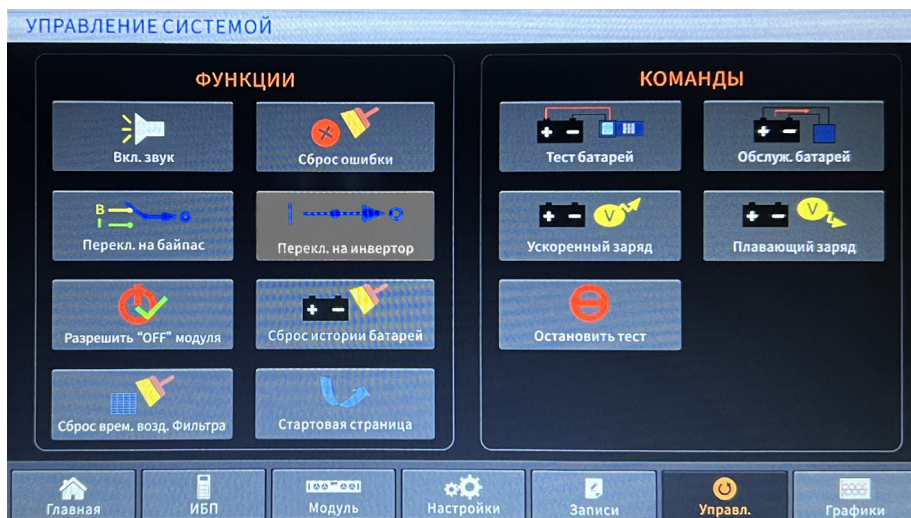 УПРАВЛЕНИЕ СИСТЕМОЙ
ФУНКЦИИ
Вкл. звук
Сброс ошибки
B
I
Перекл. на байпас
Перекл. на инвертор
Разрешить “OFF” модуля
Сброс истории батарей
Сброс врем. возд. Фильтра
Стартовая страница
КОМАНДЫ
Тест батарей
Обслуж. батарей
V
Ускоренный заряд
V
Плавающий заряд
Остановить тест
Главная
ИБП
Модуль
Настройки
Записи
Управл.
Графики